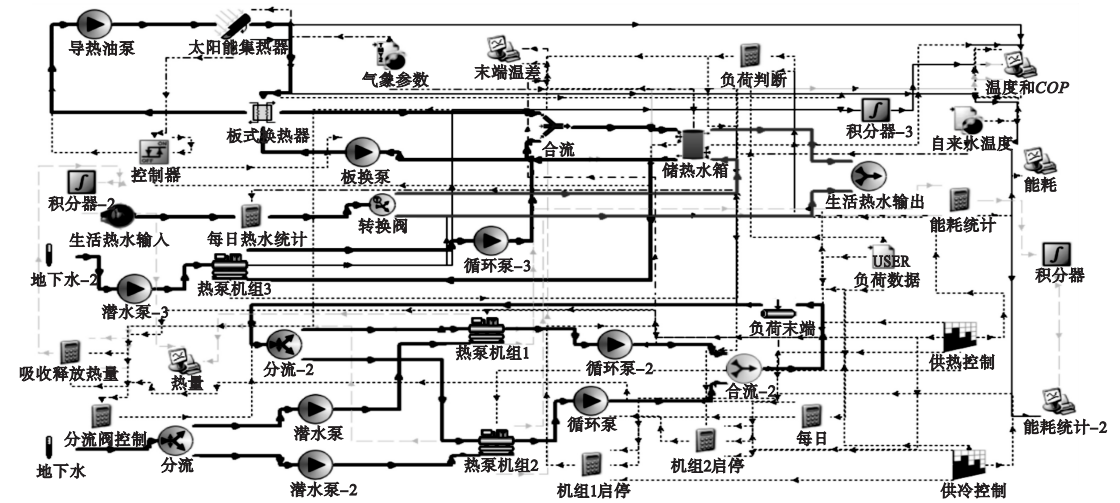 导热油泵
太阳能集热器
气象参数
末端温差
负荷判断
温度和COP
板式换热器
合流
积分器-3
自来水温度
ON
OFF
控制器
板换泵
储热水箱
能耗
积分器-2
转换阀
生活热水输出
能耗统计
生活热水输入
每日热水统计
循环泵-3
USER
负荷数据
积分器
地下水-2
热泵机组3
潜水泵-3
负荷末端
吸收释放热量
热量
分流-2
热泵机组1
循环泵-2
合流-2
供热控制
分流阀控制
潜水泵
循环泵
每日
能耗统计-2
地下水
分流
潜水泵-2
热泵机组2
机组1启停
机组2启停
供冷控制